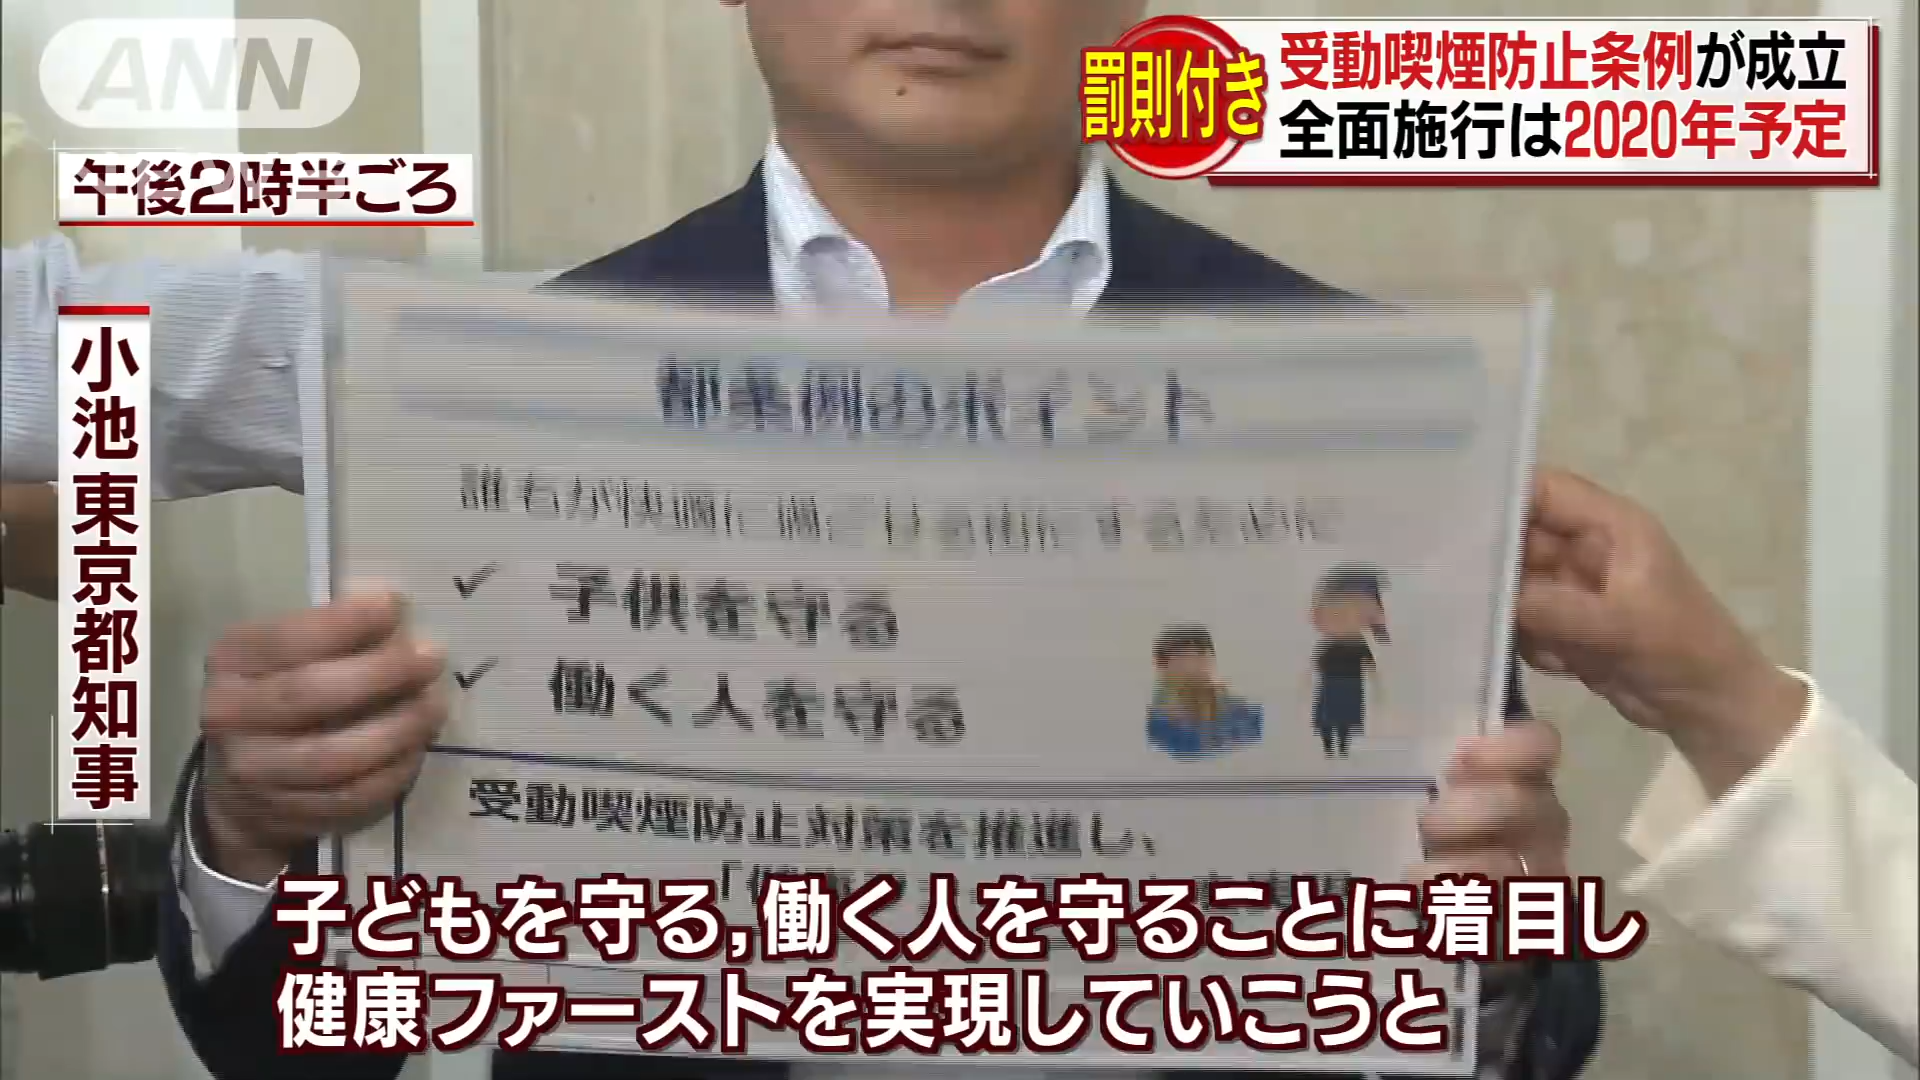 ANN
罰則付き
受動喫煙防止条例が成立
全面施行は2020年予定
午後2時半ごろ
小池 東京都知事
都条例のポイント
✓ 子供を守る
✓ 働く人を守る
受動喫煙防止対策を推進し、
子どもを守る,働く人を守ることに着目し
健康ファーストを実現していこうと